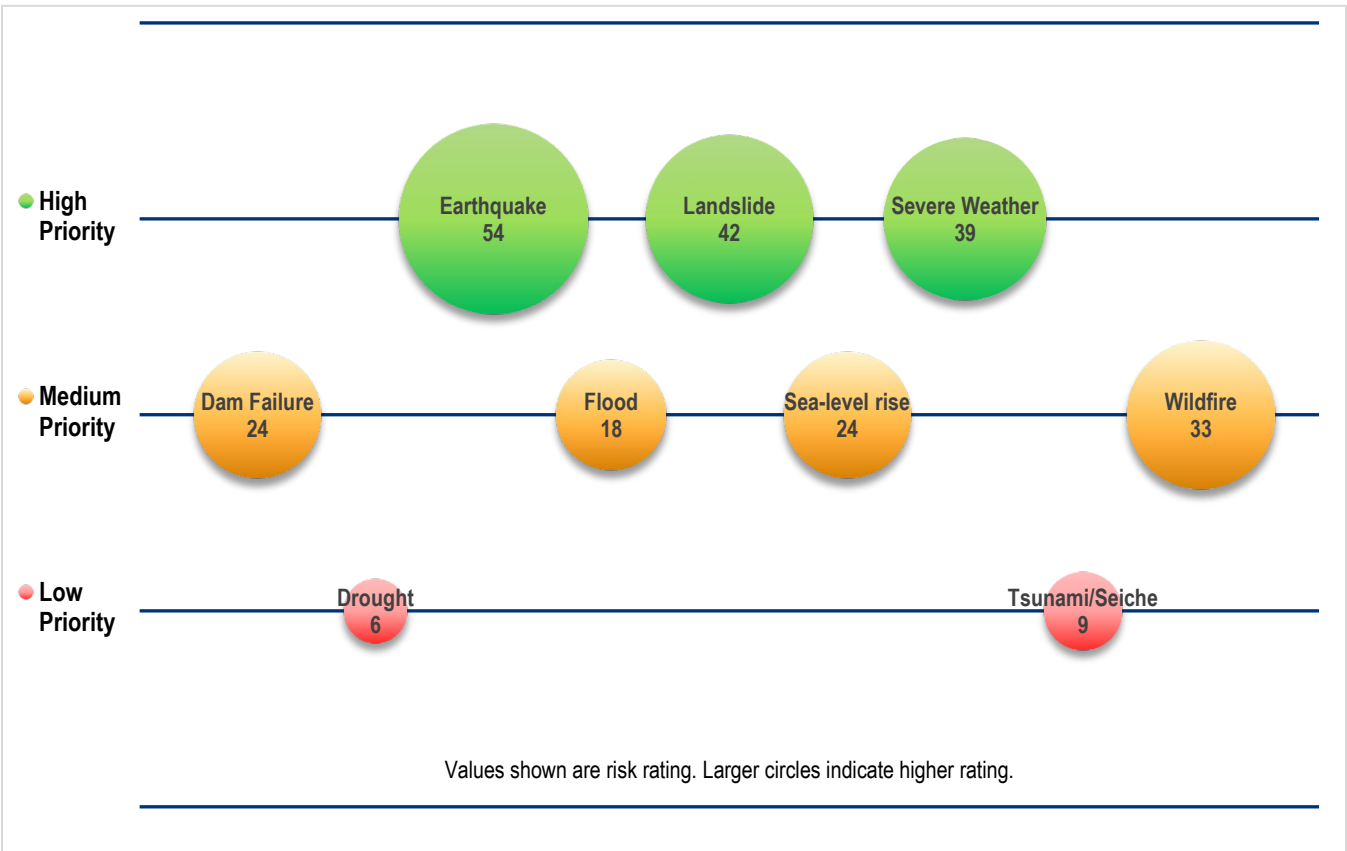 High
Priority
Earthquake
54
Landslide
42
Severe Weather
39
Medium
Priority
Dam Failure
24
Flood
18
Sea-level rise
24
Wildfire
33
Low
Priority
Drought
6
Tsunami/Seiche
9
Values shown are risk rating. Larger circles indicate higher rating.